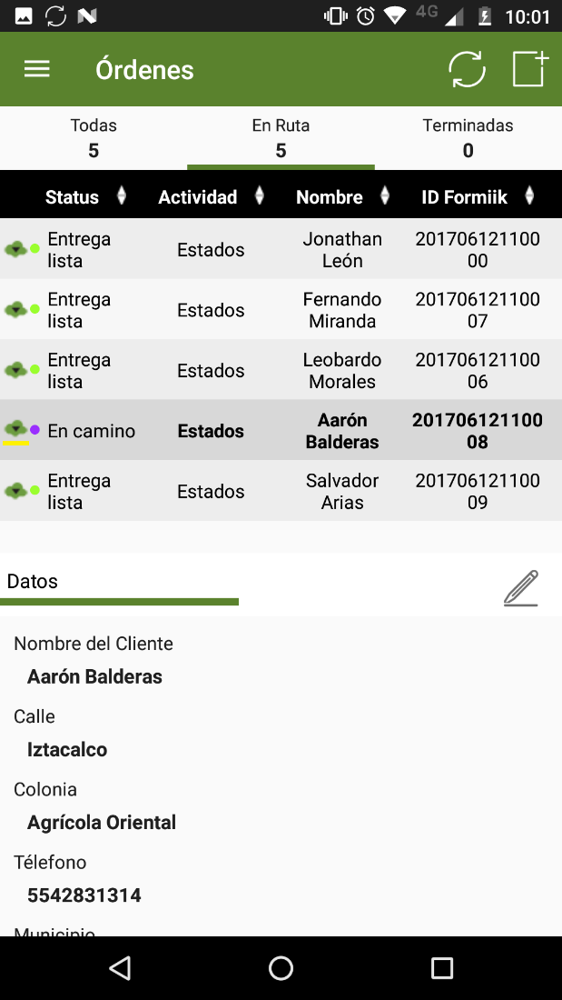 4G 10:01
Órdenes
Todas En Ruta Terminadas
5 5 0
Status Actividad Nombre ID Formiik
Entrega lista Estados Jonathan León 20170612110000
Entrega lista Estados Fernando Miranda 20170612110007
Entrega lista Estados Leobardo Morales 20170612110006
En camino Estados Aarón Balderas 20170612110008
Entrega lista Estados Salvador Arias 20170612110009
Datos
Nombre del Cliente
Aarón Balderas
Calle
Iztacalco
Colonia
Agrícola Oriental
Télefono
5542831314
Municipio